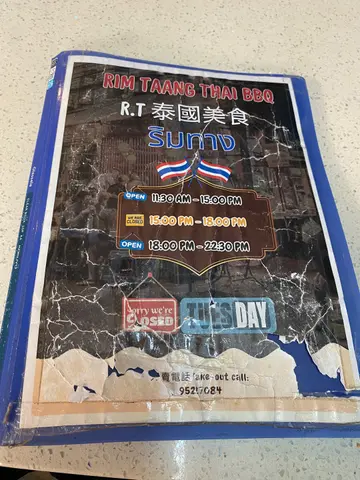 RIM TAANG THAI BBQ
R.T 泰國美食
ริมทาง
OPEN 11:30 AM - 15:00 PM
WE ARE CLOSED 15:00 PM - 18:00 PM
OPEN 18:00 PM - 22:30 PM
Sorry we're CLOSED TUESDAY
賣電話 Take-out call:
95217084